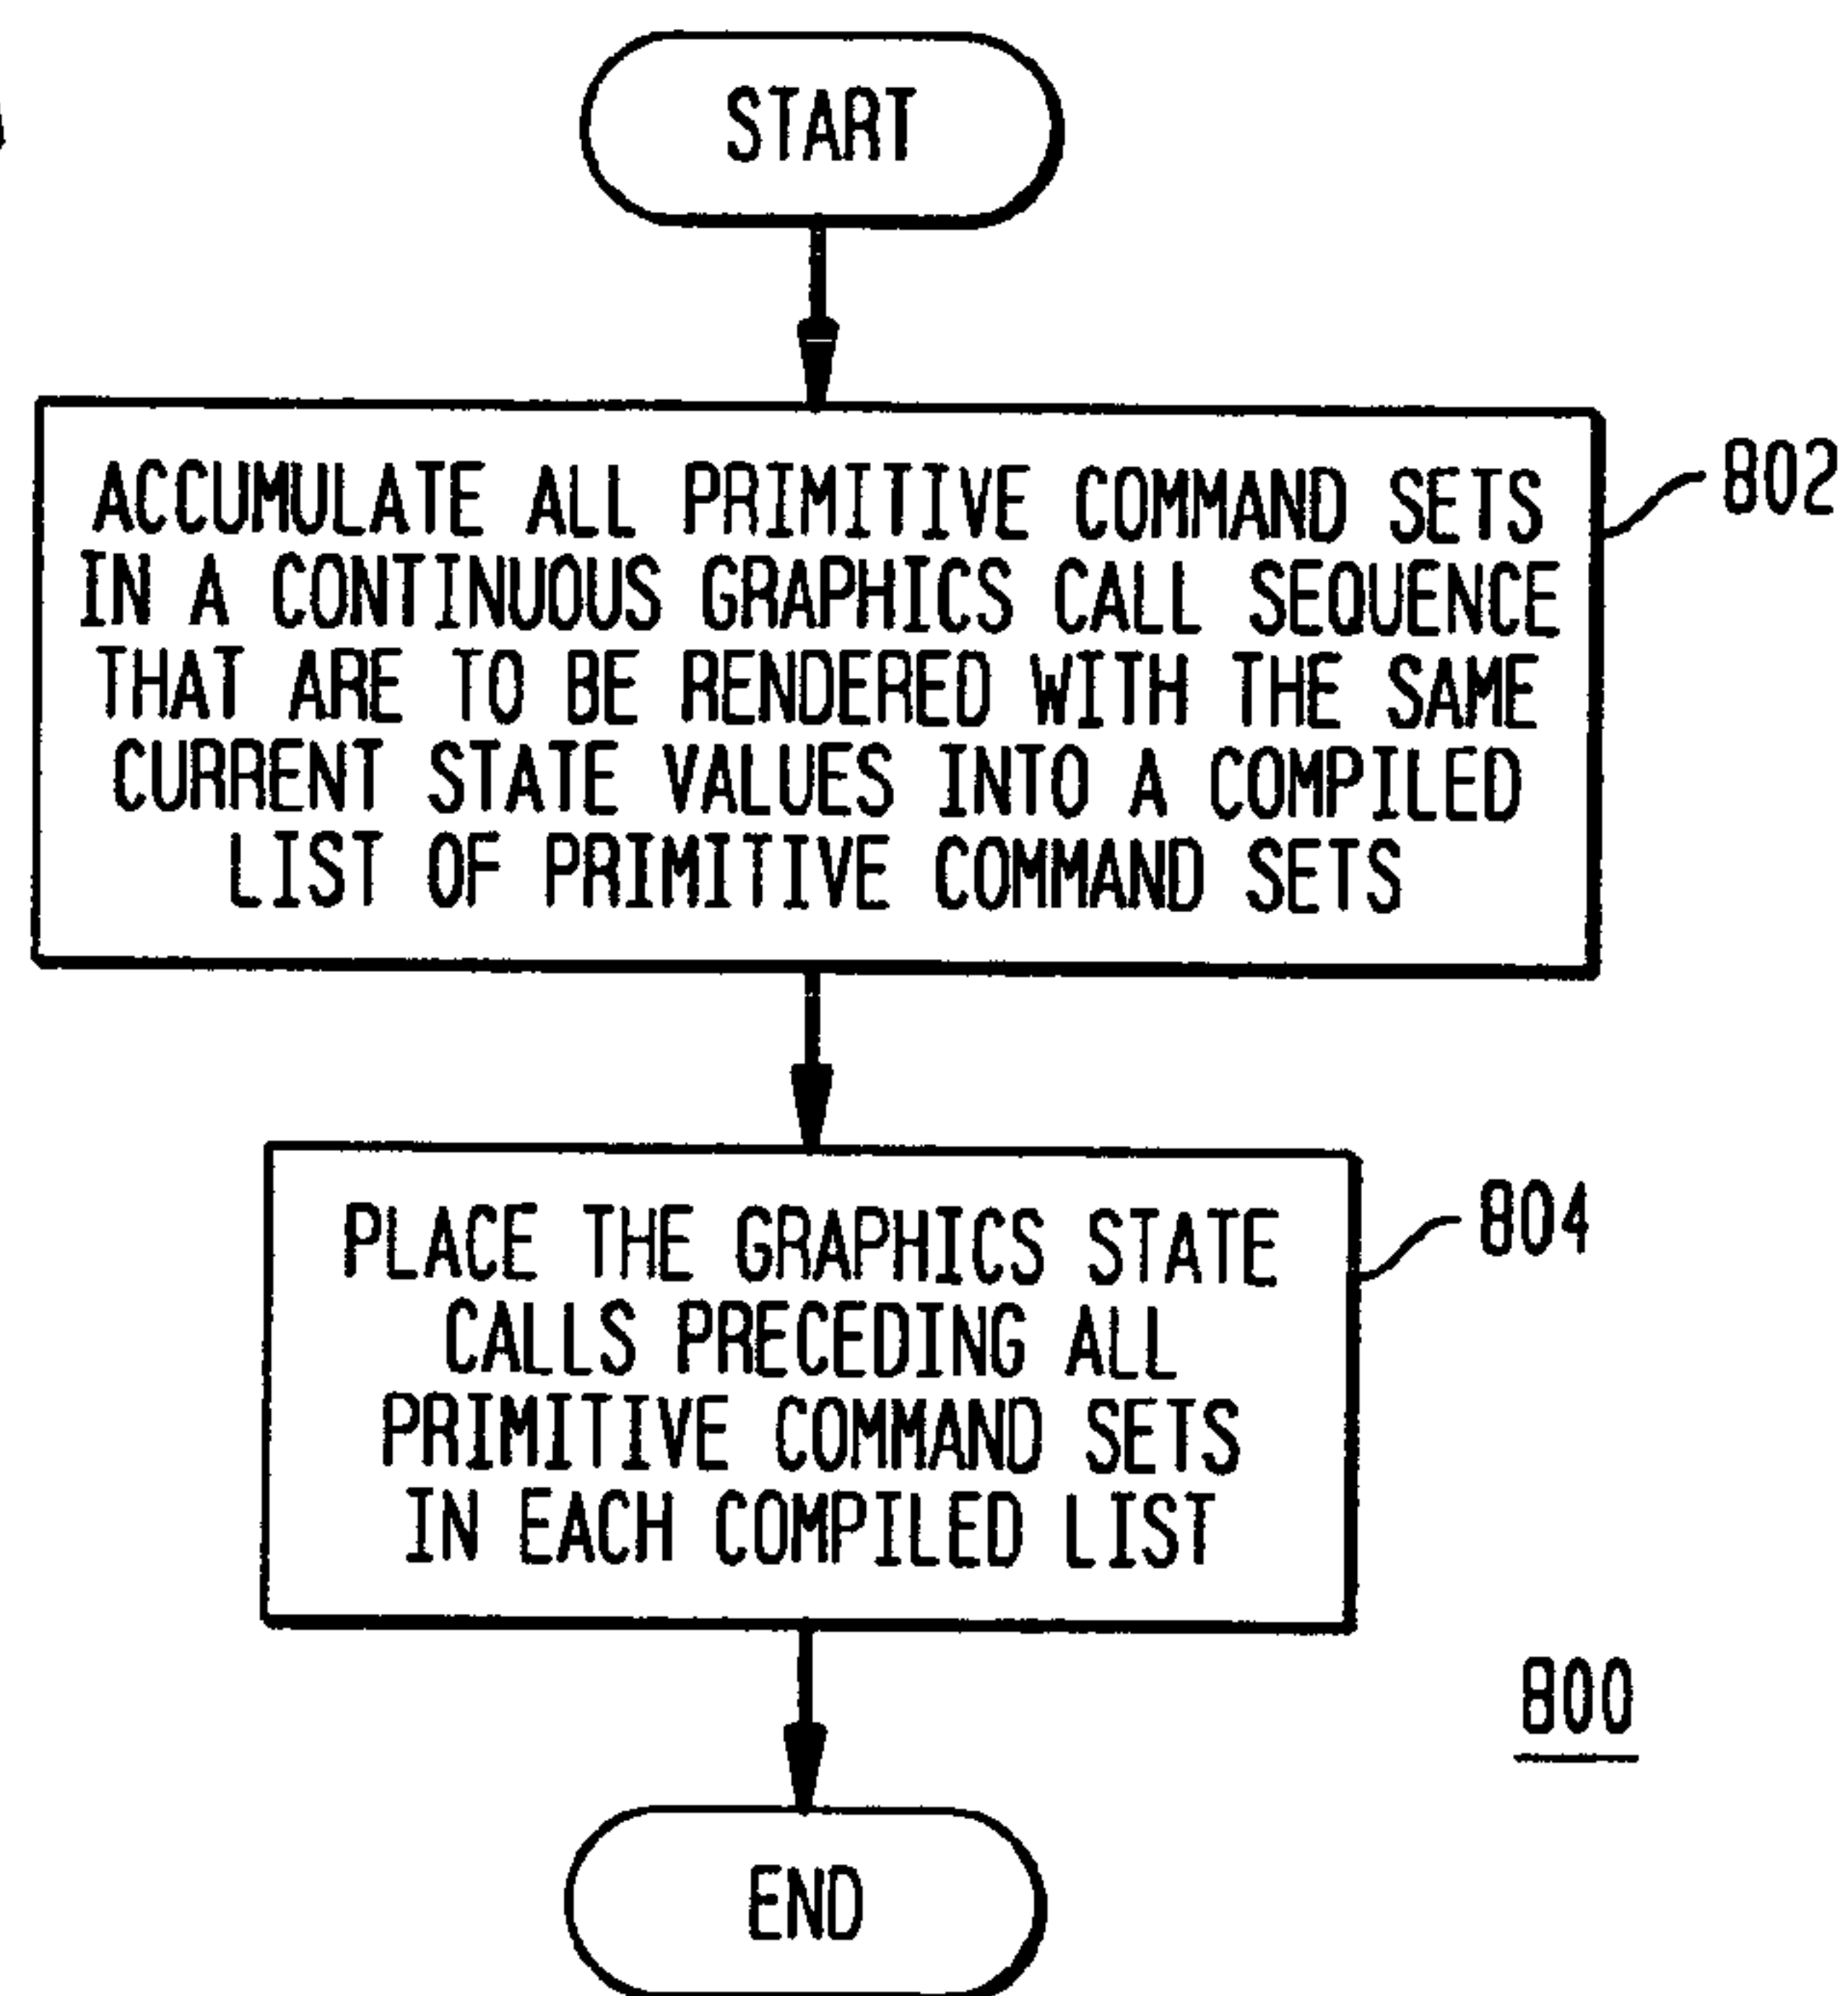 START
ACCUMULATE ALL PRIMITIVE COMMAND SETS
IN A CONTINUOUS GRAPHICS CALL SEQUENCE
THAT ARE TO BE RENDERED WITH THE SAME
CURRENT STATE VALUES INTO A COMPILED
LIST OF PRIMITIVE COMMAND SETS
802
PLACE THE GRAPHICS STATE
CALLS PRECEDING ALL
PRIMITIVE COMMAND SETS
IN EACH COMPILED LIST
804
800
END